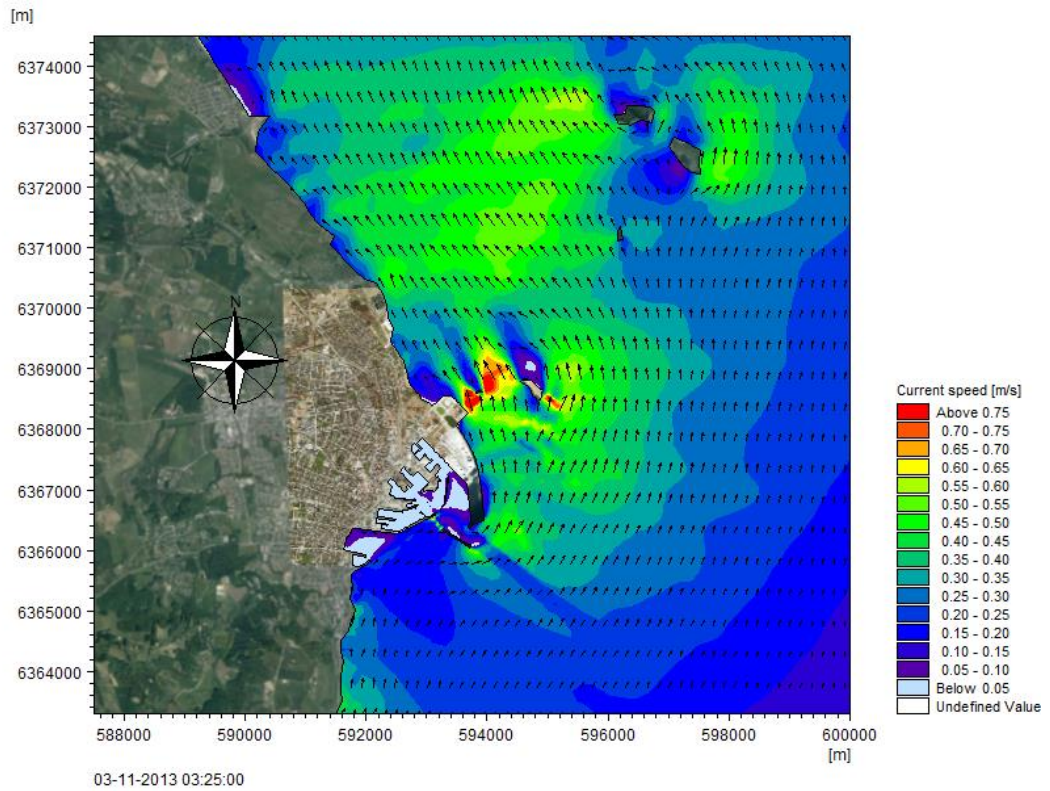 [m]
6374000
6373000
6372000
6371000
6370000
6369000
6368000
6367000
6366000
6365000
6364000
N
Current speed [m/s]
Above 0.75
0.70 - 0.75
0.65 - 0.70
0.60 - 0.65
0.55 - 0.60
0.50 - 0.55
0.45 - 0.50
0.40 - 0.45
0.35 - 0.40
0.30 - 0.35
0.25 - 0.30
0.20 - 0.25
0.15 - 0.20
0.10 - 0.15
0.05 - 0.10
Below 0.05
Undefined Value
588000 590000 592000 594000 596000 598000 600000
[m]
03-11-2013 03:25:00